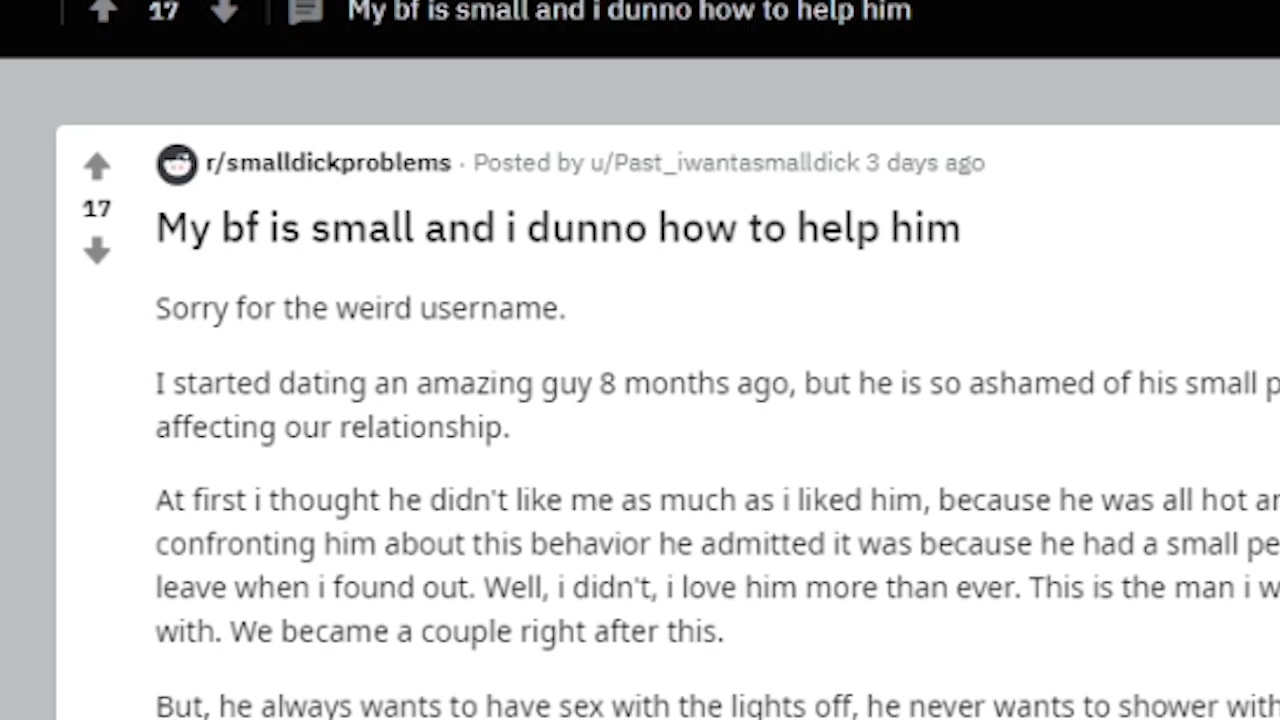 17 My bf is small and i dunno how to help him
r/smalldickproblems · Posted by u/Past_iwantasmalldick 3 days ago
17
My bf is small and i dunno how to help him
Sorry for the weird username.
I started dating an amazing guy 8 months ago, but he is so ashamed of his small
affecting our relationship.
At first i thought he didn't like me as much as i liked him, because he was all hot
confronting him about this behavior he admitted it was because he had a small
leave when i found out. Well, i didn't, i love him more than ever. This is the man i
with. We became a couple right after this.
But, he always wants to have sex with the lights off, he never wants to shower with